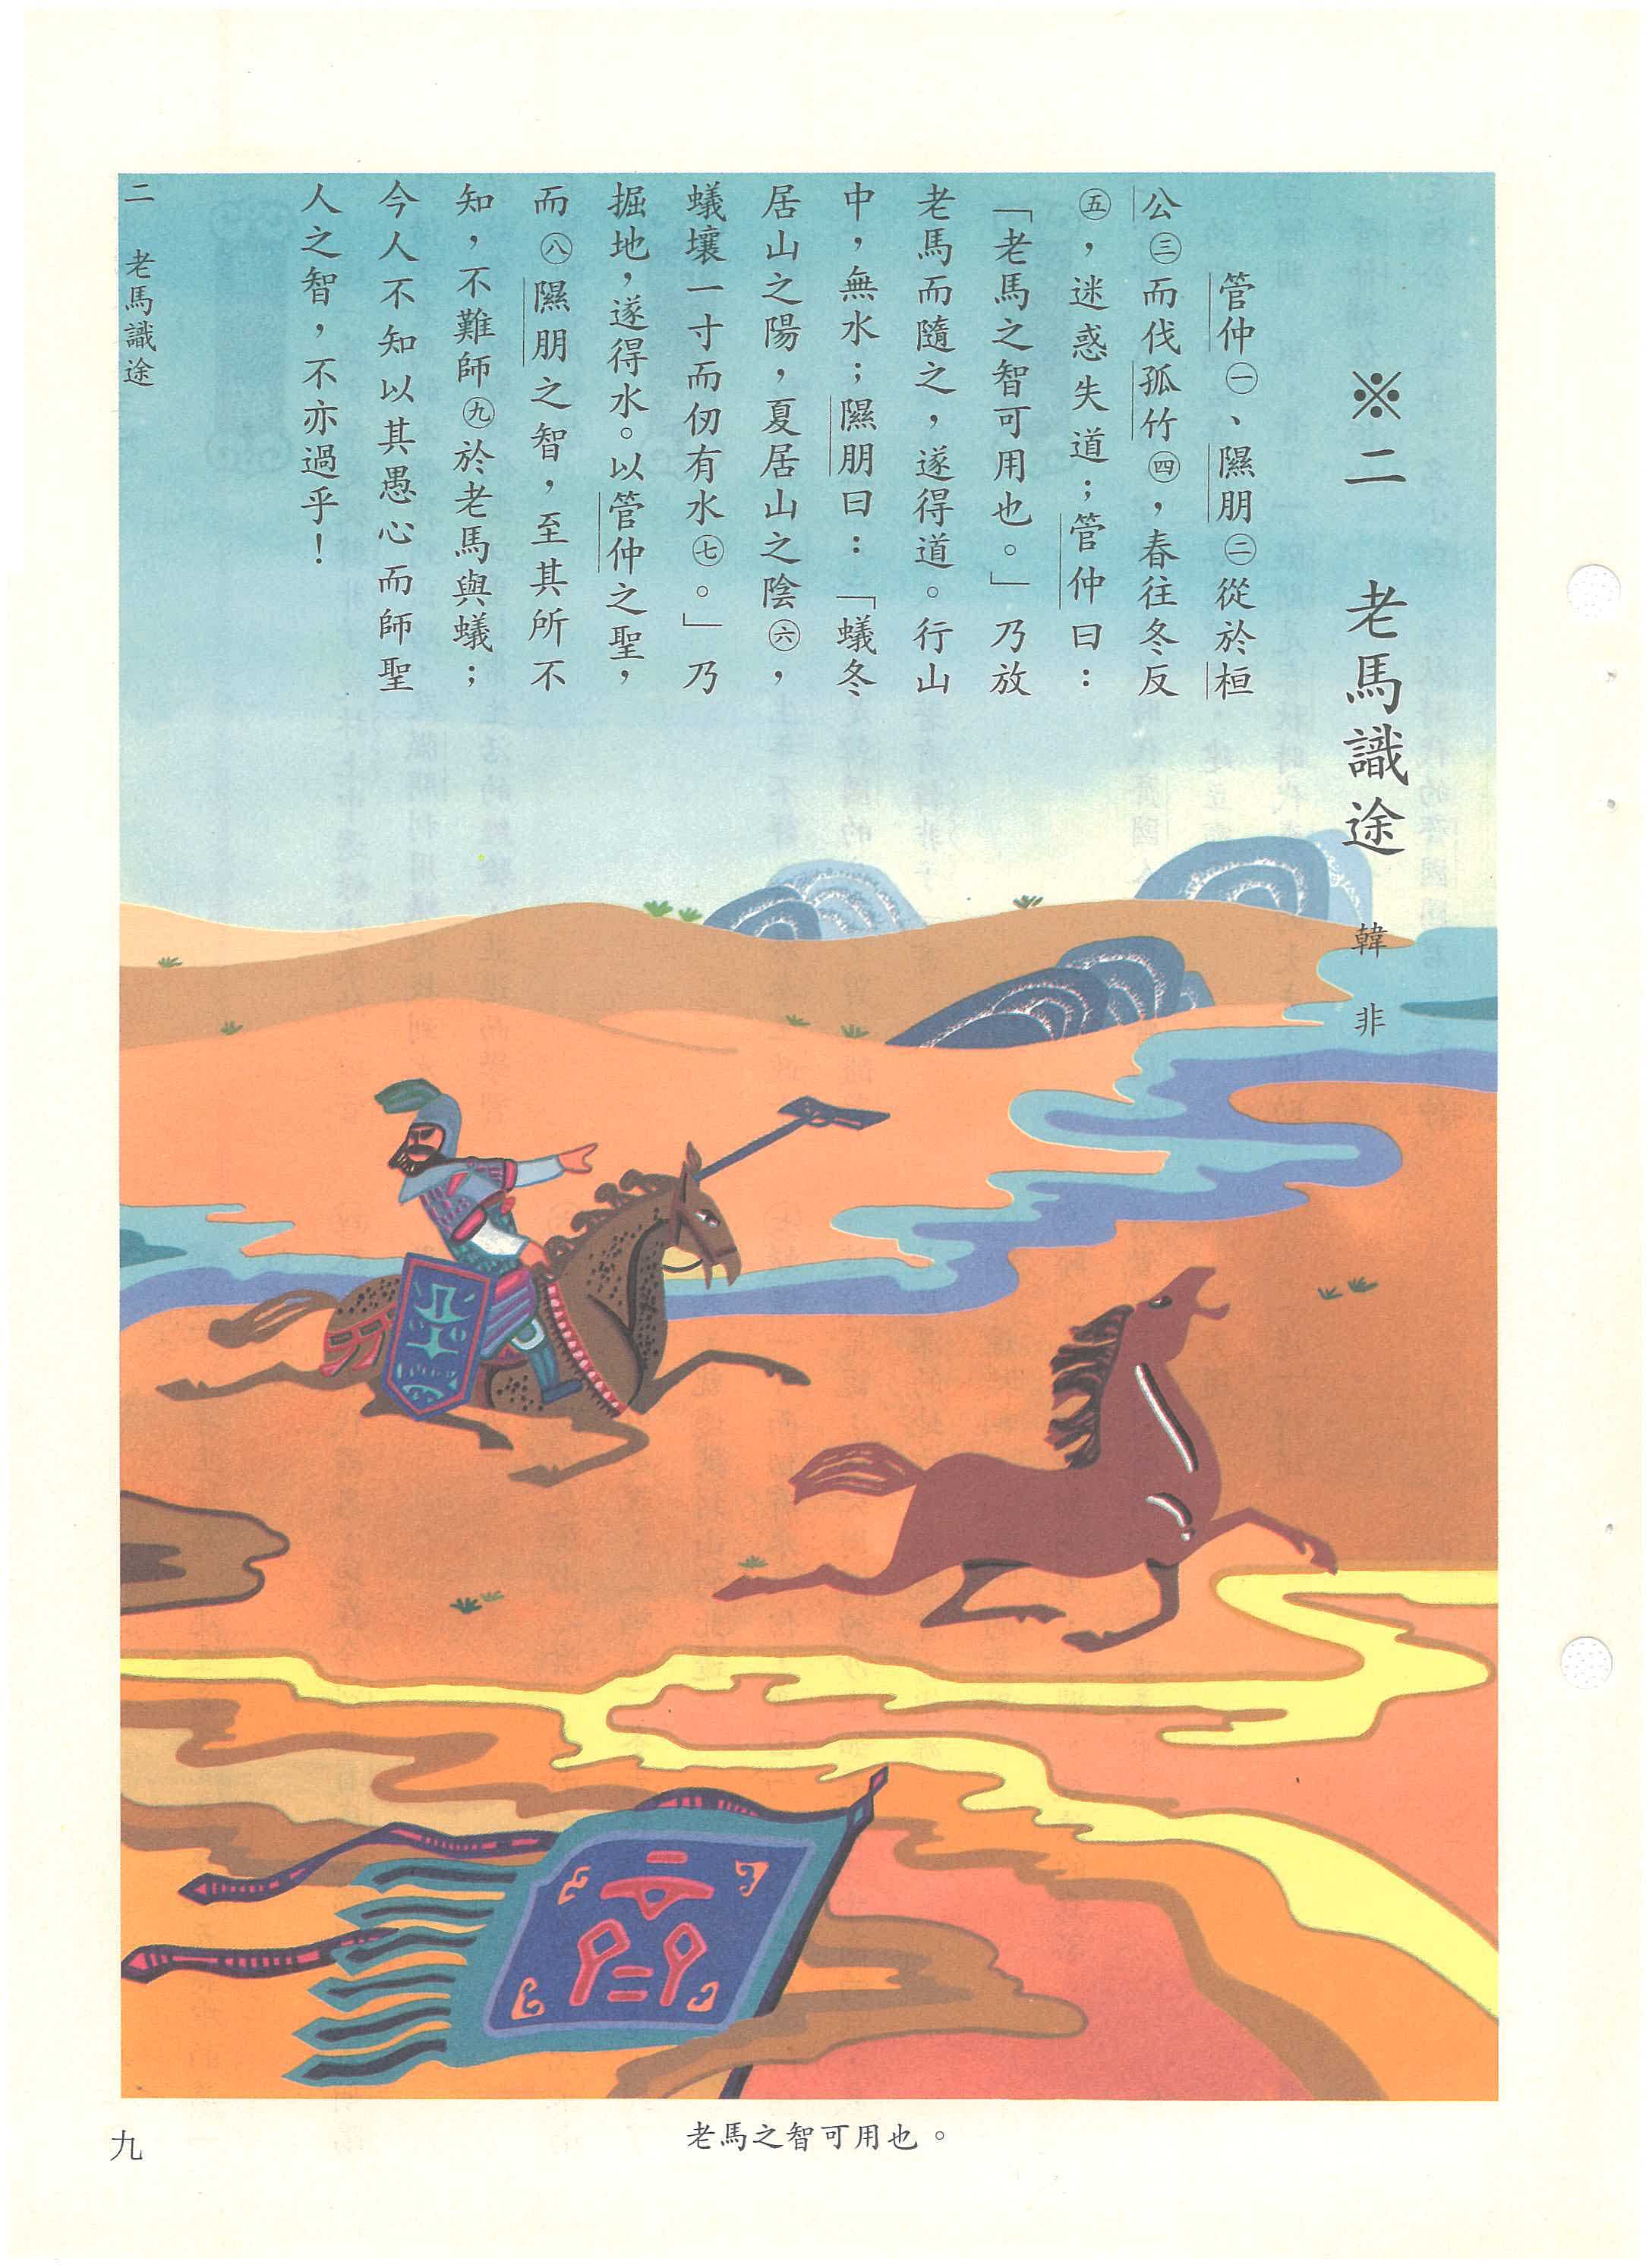 ※二 老馬識途 韓非
管仲㊀、隰朋㊁從於桓
公㊂而伐孤竹㊃，春往冬反
㊄，迷惑失道；管仲曰：
「老馬之智可用也。」乃放
老馬而隨之，遂得道。行山
中，無水；隰朋曰：「蟻冬
居山之陽，夏居山之陰㊅，
蟻壤一寸而仞有水㊆。」乃
掘地，遂得水。以管仲之聖，
而㊇隰朋之智，至其所不
知，不難師㊈於老馬與蟻；
今人不知以其愚心而師聖
人之智，不亦過乎！
二 老馬識途
老馬之智可用也。
九